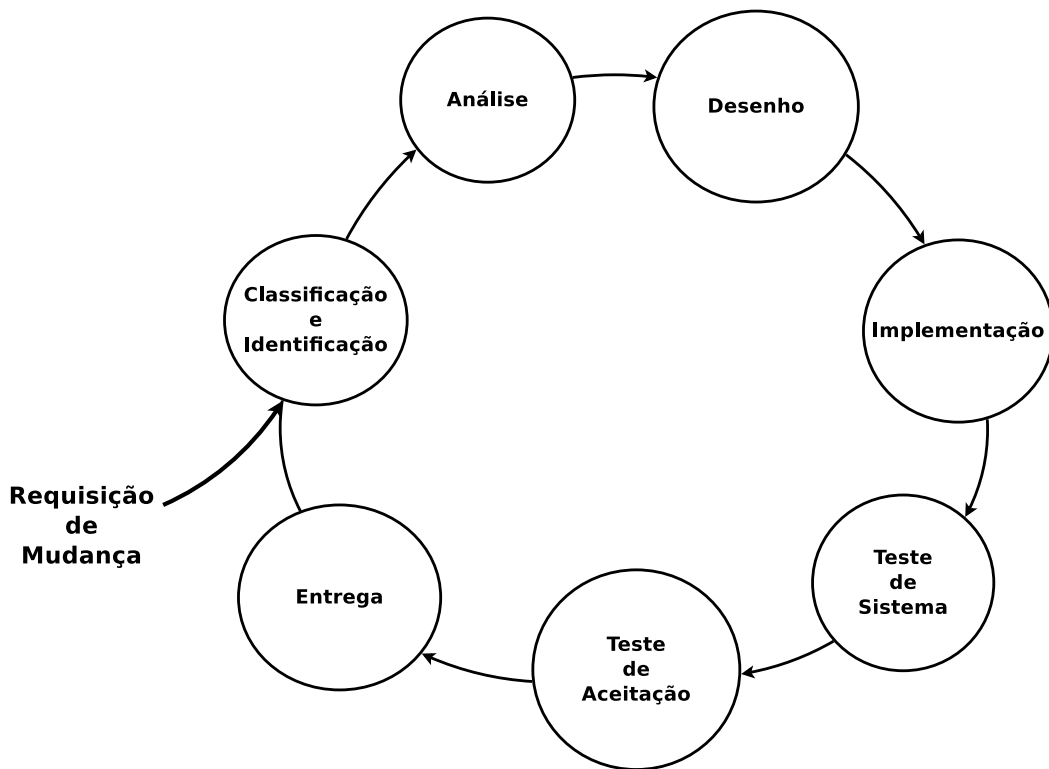 Análise
Desenho
Classificação
e
Identificação
Implementação
Requisição
de
Mudança
Teste
de
Sistema
Entrega
Teste
de
Aceitação